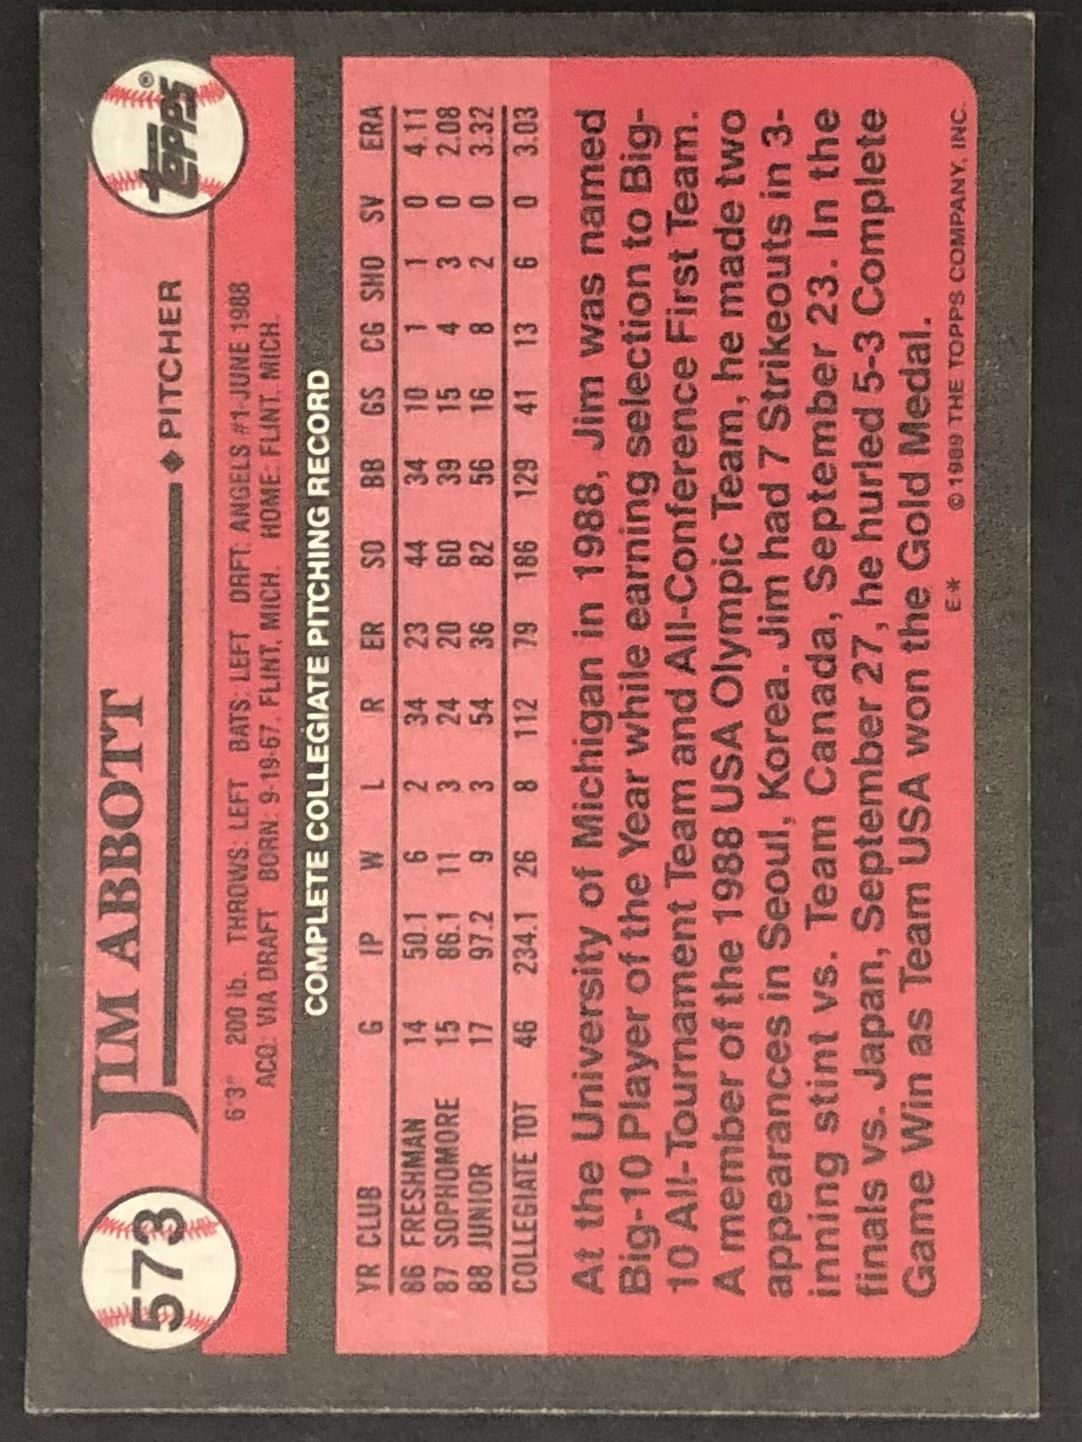 573
JIM ABBOTT
◆ PITCHER
Topps®
6'3" 200 lb. THROWS: LEFT BATS: LEFT DRFT: ANGELS #1-JUNE 1988
ACQ. VIA DRAFT BORN: 9-19-67, FLINT, MICH. HOME: FLINT, MICH.
COMPLETE COLLEGIATE PITCHING RECORD
YR CLUB G IP W L R ER SO BB GS CG SHO SV ERA
86 FRESHMAN 14 50.1 6 2 34 23 44 34 10 1 1 0 4.11
87 SOPHOMORE 15 86.1 11 3 24 20 60 39 15 4 3 0 2.08
88 JUNIOR 17 97.2 9 3 54 36 82 56 16 8 2 0 3.32
COLLEGIATE TOT 46 234.1 26 8 112 79 186 129 41 13 6 0 3.03
At the University of Michigan in 1988, Jim was named
Big-10 Player of the Year while earning selection to Big-
10 All-Tournament Team and All-Conference First Team.
A member of the 1988 USA Olympic Team, he made two
appearances in Seoul, Korea. Jim had 7 Strikeouts in 3-
inning stint vs. Team Canada, September 23. In the
finals vs. Japan, September 27, he hurled 5-3 Complete
Game Win as Team USA won the Gold Medal.
E* © 1989 THE TOPPS COMPANY, INC.